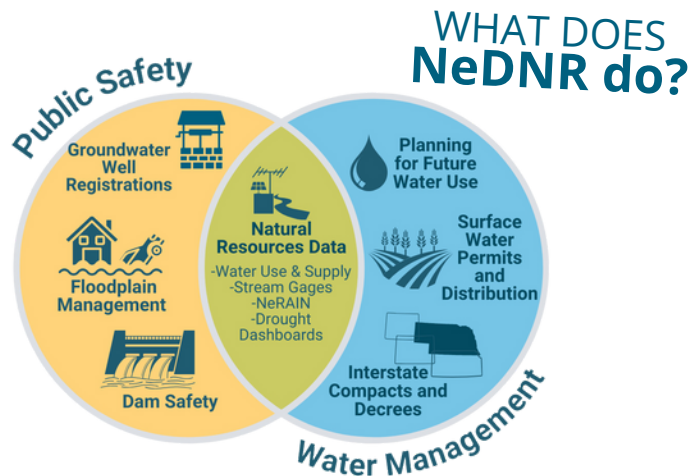 WHAT DOES
NeDNR do?
Public Safety
Groundwater
Well
Registrations
Floodplain
Management
Dam Safety
Natural
Resources Data
-Water Use & Supply
-Stream Gages
-NeRAIN
-Drought
Dashboards
Planning
for Future
Water Use
Surface
Water
Permits
and
Distribution
Interstate
Compacts and
Decrees
Water Management